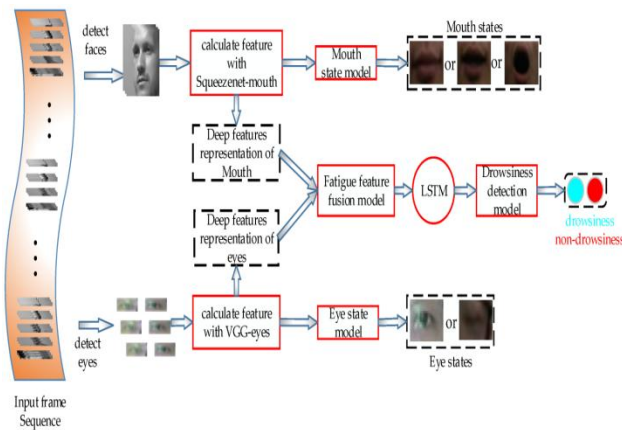 detect
faces
calculate feature
with
Squeezenet-mouth
Mouth
state model
Mouth states
or
or
Deep features
representation of
Mouth
Deep features
representation of
eyes
Fatigue feature
fusion model
LSTM
Drowsiness
detection
model
drowsiness
non-drowsiness
detect
eyes
calculate feature
with VGG-eyes
Eye state
model
or
Eye states
Input frame
Sequence